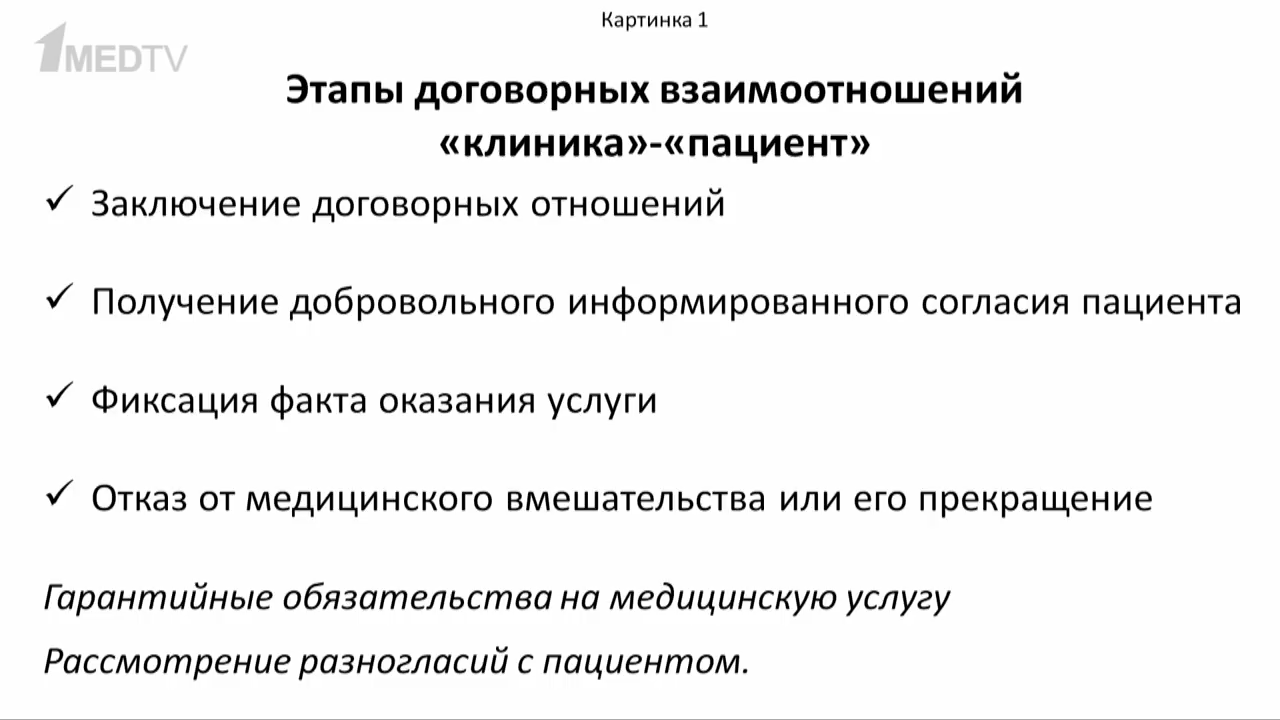 Картинка 1
1MEDTV
Этапы договорных взаимоотношений
«клиника»-«пациент»
✓ Заключение договорных отношений
✓ Получение добровольного информированного согласия пациента
✓ Фиксация факта оказания услуги
✓ Отказ от медицинского вмешательства или его прекращение
Гарантийные обязательства на медицинскую услугу
Рассмотрение разногласий с пациентом.